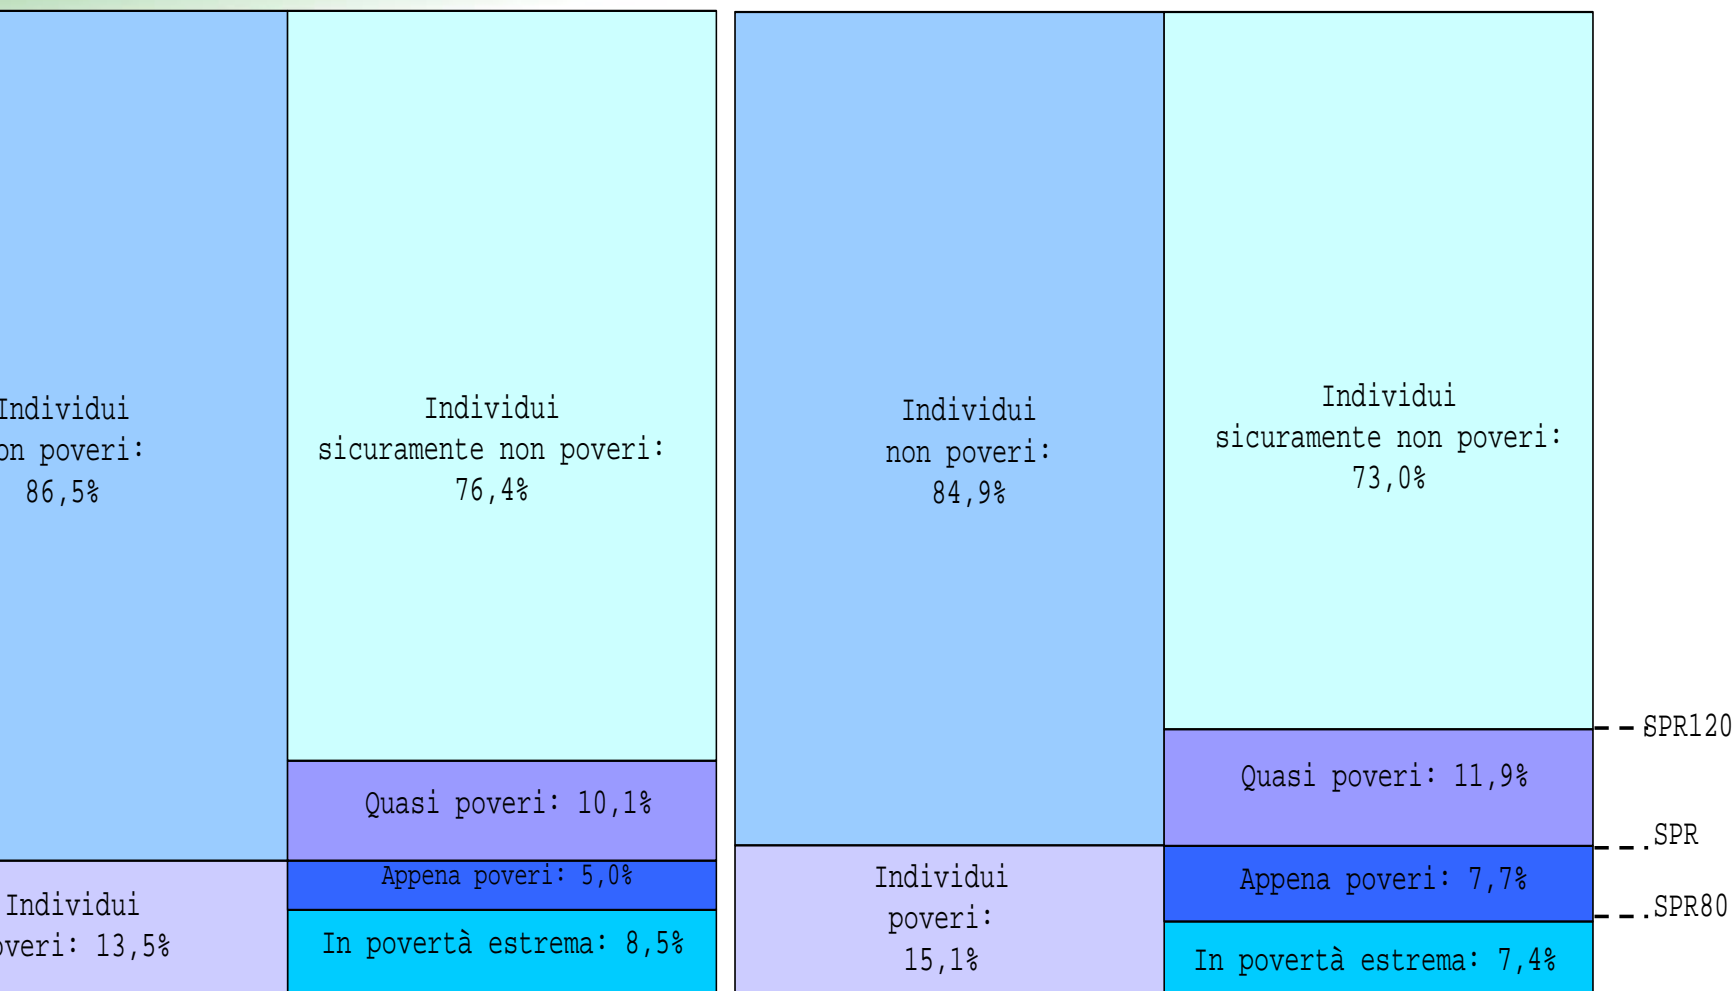 Individui
on poveri:
86,5%
Individui
poveri: 13,5%
Individui
sicuramente non poveri:
76,4%
Quasi poveri: 10,1%
Appena poveri: 5,0%
In povertà estrema: 8,5%
Individui
non poveri:
84,9%
Individui
poveri:
15,1%
Individui
sicuramente non poveri:
73,0%
Quasi poveri: 11,9%
Appena poveri: 7,7%
In povertà estrema: 7,4%
SPR120
SPR
SPR80